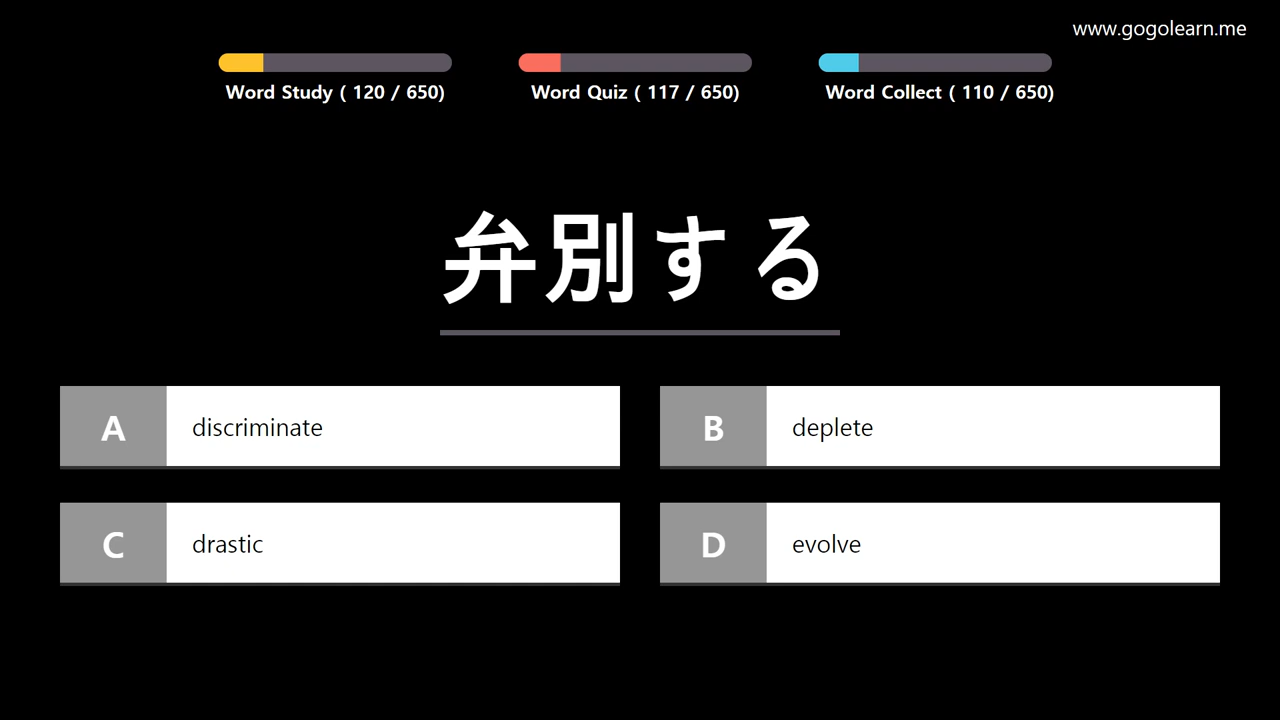 www.gogolearn.me
Word Study ( 120 / 650)
Word Quiz ( 117 / 650)
Word Collect ( 110 / 650)
弁別する
A discriminate
B deplete
C drastic
D evolve